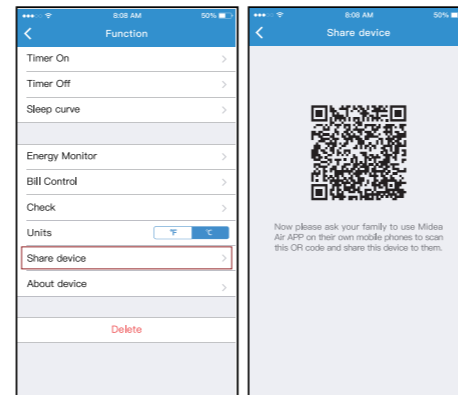 8:08 AM
50%
Function
Timer On
Timer Off
Sleep curve
Energy Monitor
Bill Control
Check
Units
°F
℃
Share device
About device
Delete
8:08 AM
50%
Share device
Now please ask your family to use Midea
Air APP on their own mobile phones to scan
this QR code and share this device to them.